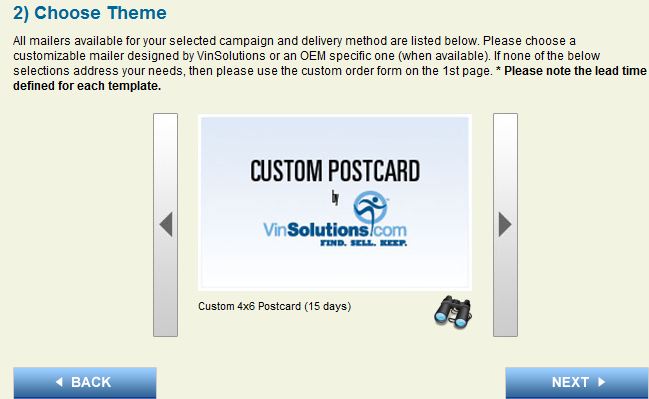 2) Choose Theme
All mailers available for your selected campaign and delivery method are listed below. Please choose a
customizable mailer designed by VinSolutions or an OEM specific one (when available). If none of the below
selections address your needs, then please use the custom order form on the 1st page. * Please note the lead time
defined for each template.
CUSTOM POSTCARD
by
VinSolutions.com
FIND. SELL. KEEP.
Custom 4x6 Postcard (15 days)
BACK
NEXT